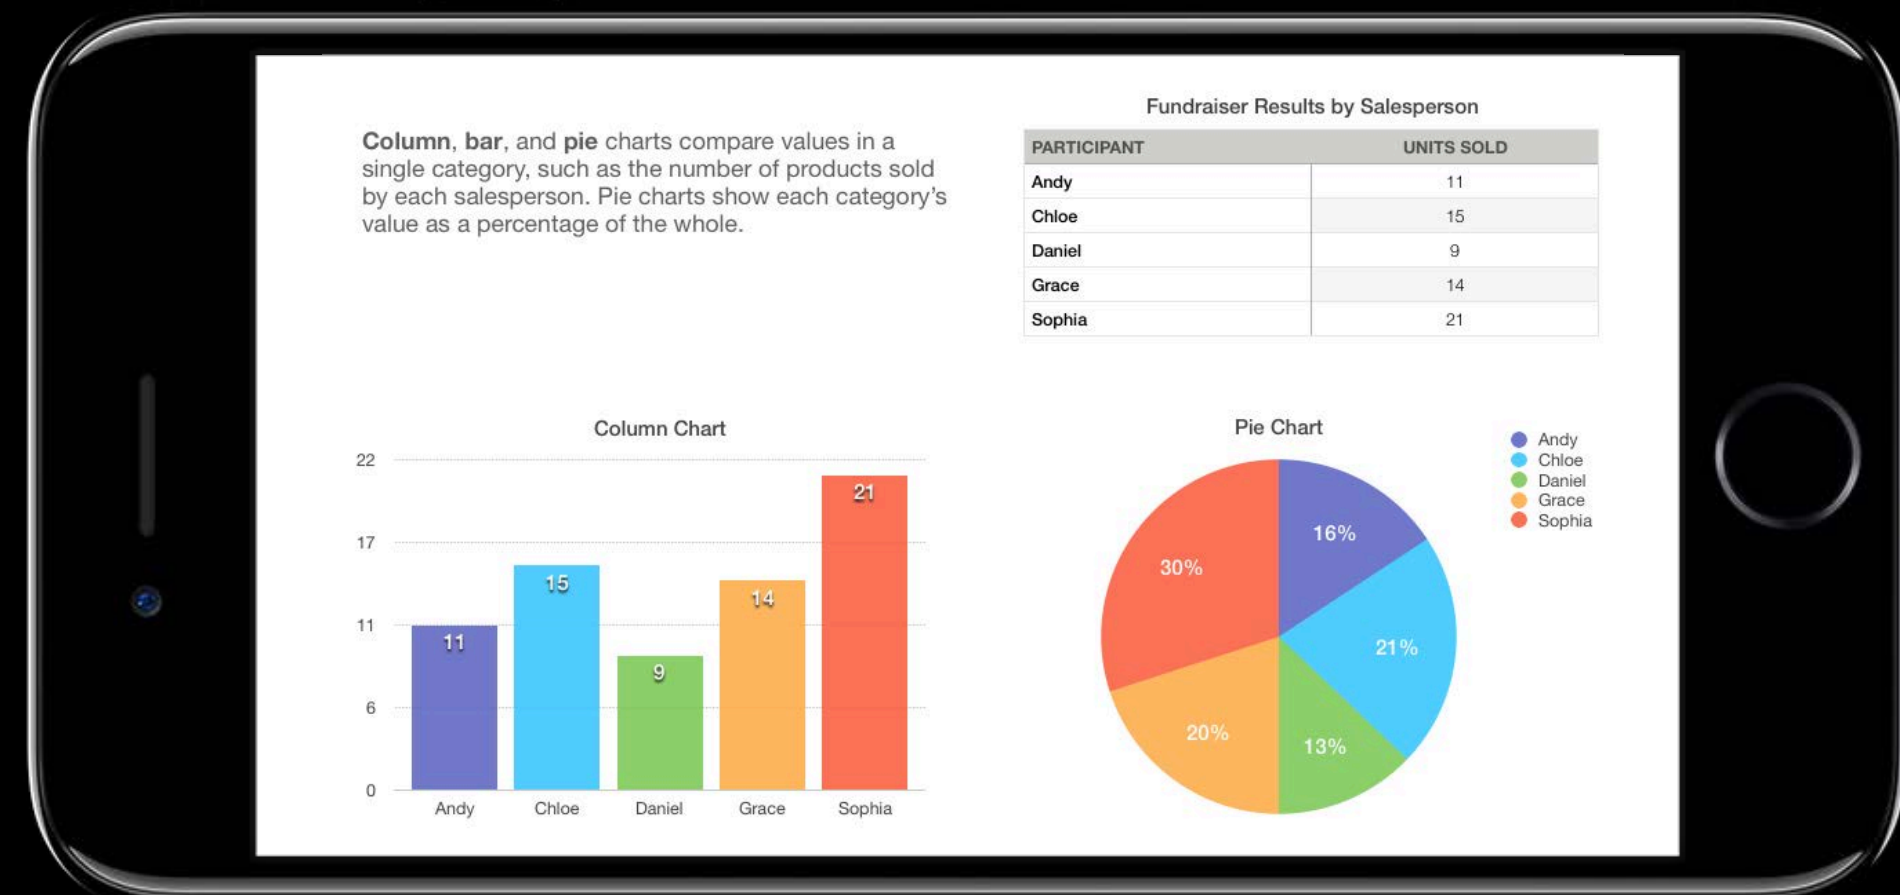 Column, bar, and pie charts compare values in a
single category, such as the number of products sold
by each salesperson. Pie charts show each category’s
value as a percentage of the whole.
Fundraiser Results by Salesperson
PARTICIPANT UNITS SOLD
Andy 11
Chloe 15
Daniel 9
Grace 14
Sophia 21
Column Chart
22
17
11
6
0
11
15
9
14
21
Andy Chloe Daniel Grace Sophia
Pie Chart
16%
21%
13%
20%
30%
Andy
Chloe
Daniel
Grace
Sophia